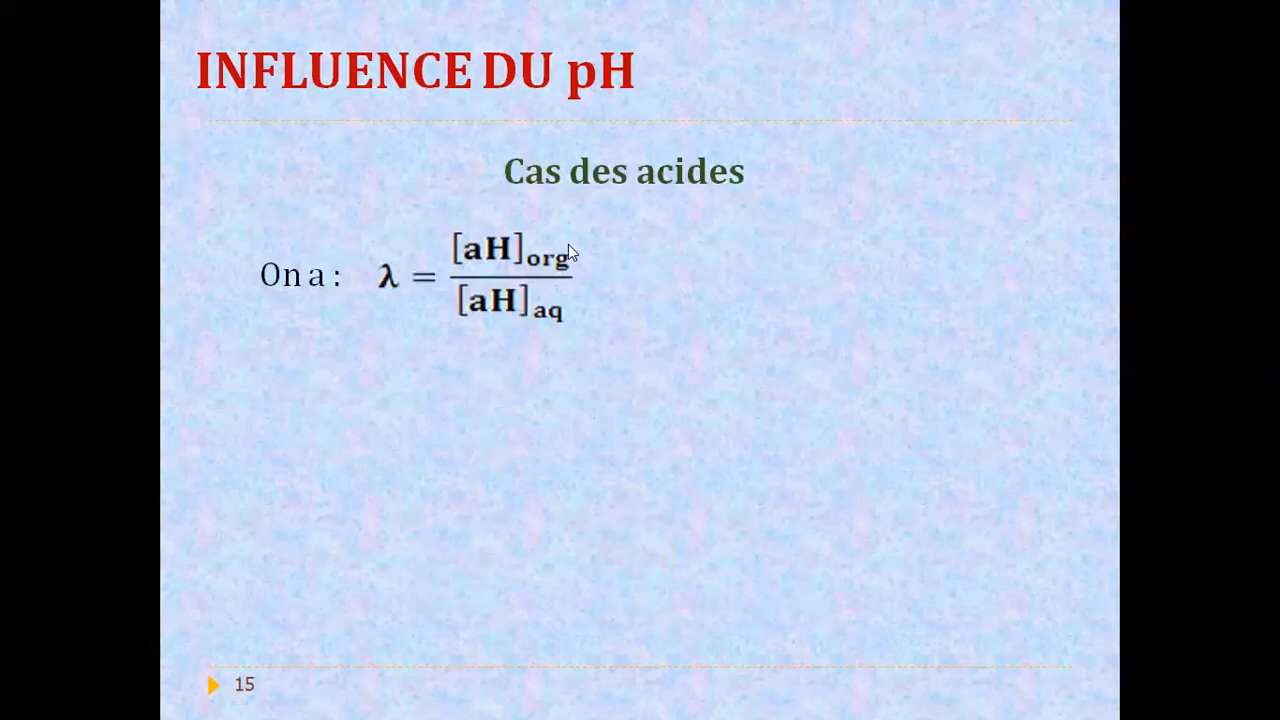 INFLUENCE DU pH
Cas des acides
On a : λ = [aH]org / [aH]aq
15